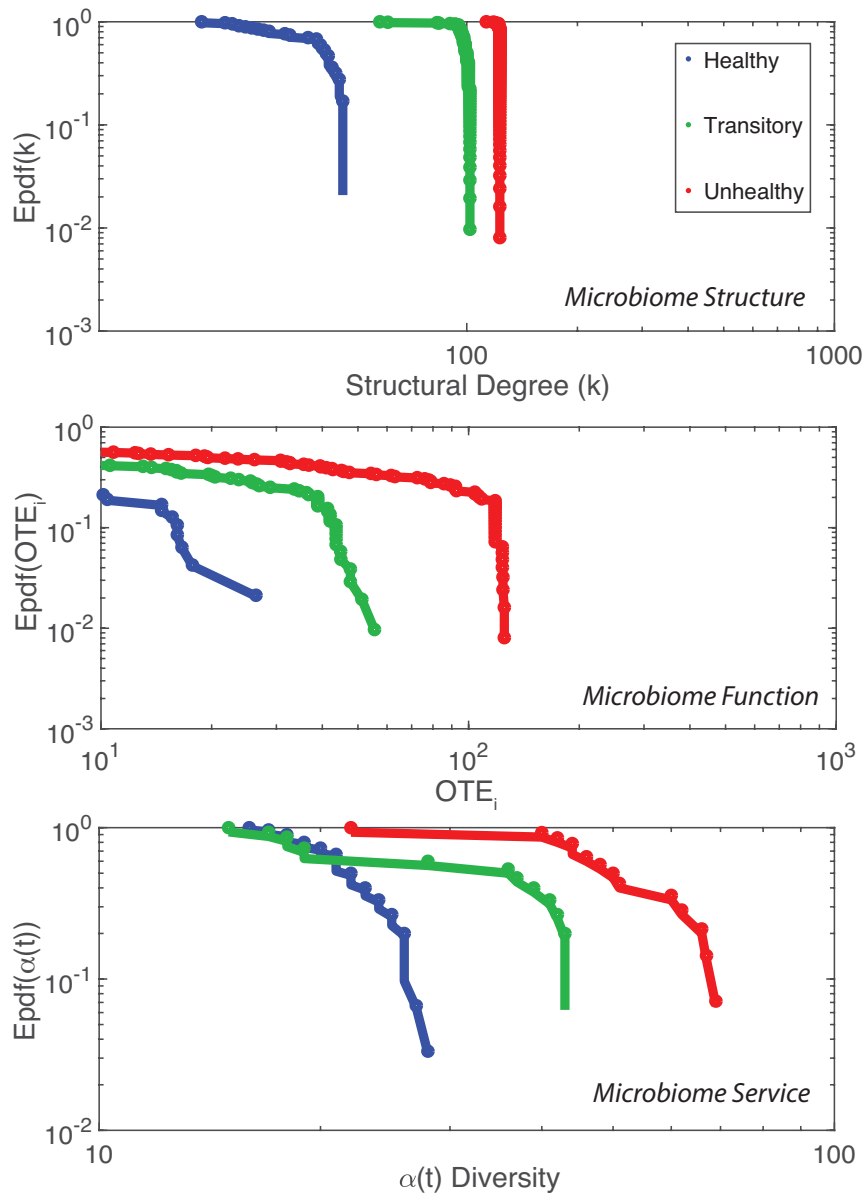 10^0
10^-1
10^-2
10^-3
Epdf(k)
Healthy
Transitory
Unhealthy
Microbiome Structure
100
1000
Structural Degree (k)
10^0
10^-1
10^-2
10^-3
Epdf(OTE_i)
Microbiome Function
10^1
10^2
10^3
OTE_i
10^0
10^-1
10^-2
Epdf(α(t))
Microbiome Service
10
100
α(t) Diversity